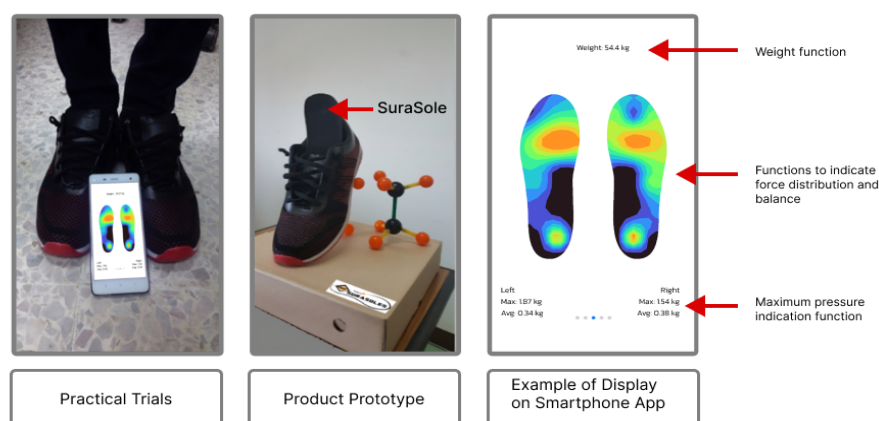 Weight: 54.4 kg
Weight function
SuraSole
Functions to indicate
force distribution and
balance
Left
Max: 1.87 kg
Avg: 0.34 kg
Right
Max: 1.54 kg
Avg: 0.38 kg
Maximum pressure
indication function
SURASOLES
Practical Trials
Product Prototype
Example of Display
on Smartphone App